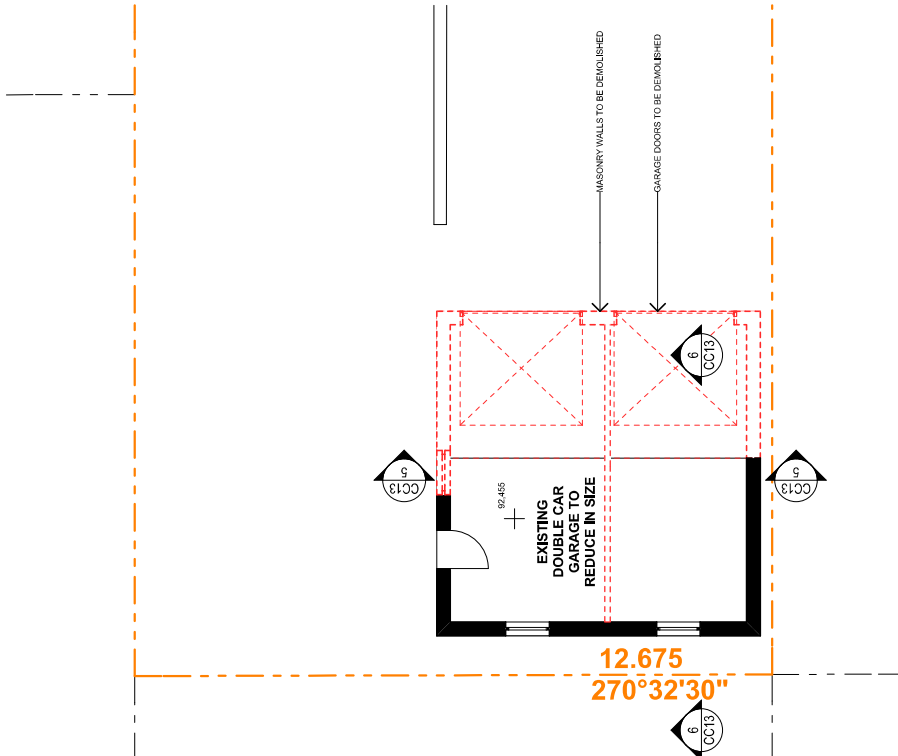 MASONRY WALLS TO BE DEMOLISHED
GARAGE DOORS TO BE DEMOLISHED
6
CC13
5
CC13
5
CC13
92,455
EXISTING
DOUBLE CAR
GARAGE TO
REDUCE IN SIZE
12.675
270°32'30"
6
CC13